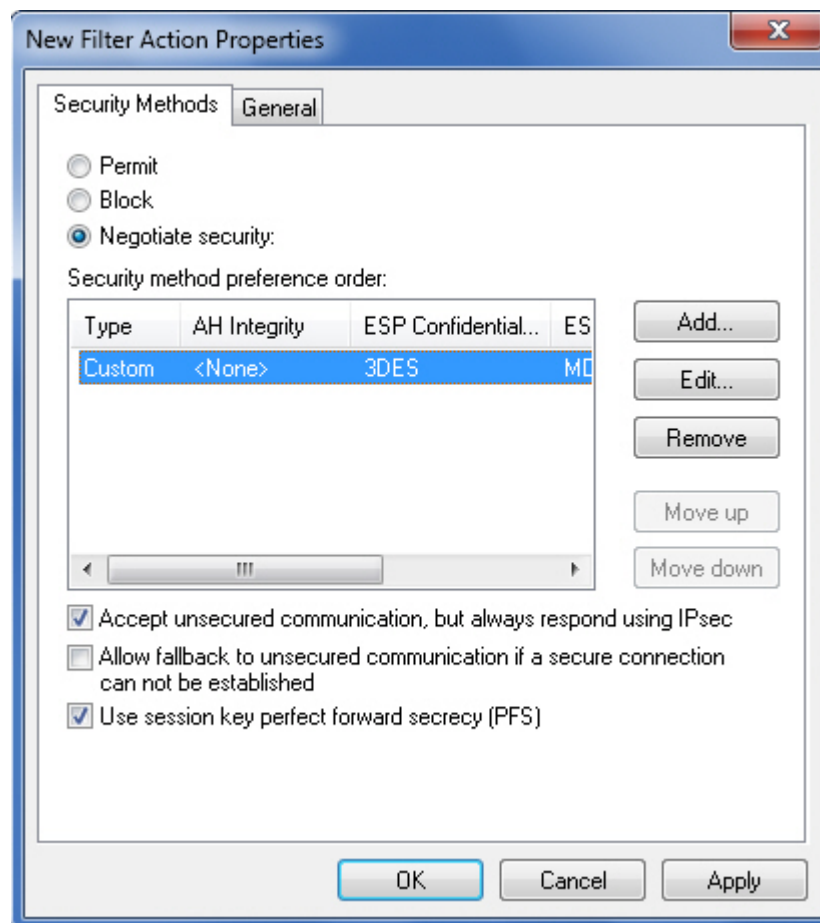 New Filter Action Properties
Security Methods General
Permit
Block
Negotiate security:
Security method preference order:
Type AH Integrity ESP Confidential... ES
Custom <None> 3DES MD
Add...
Edit...
Remove
Move up
Move down
Accept unsecured communication, but always respond using IPsec
Allow fallback to unsecured communication if a secure connection
can not be established
Use session key perfect forward secrecy (PFS)
OK Cancel Apply